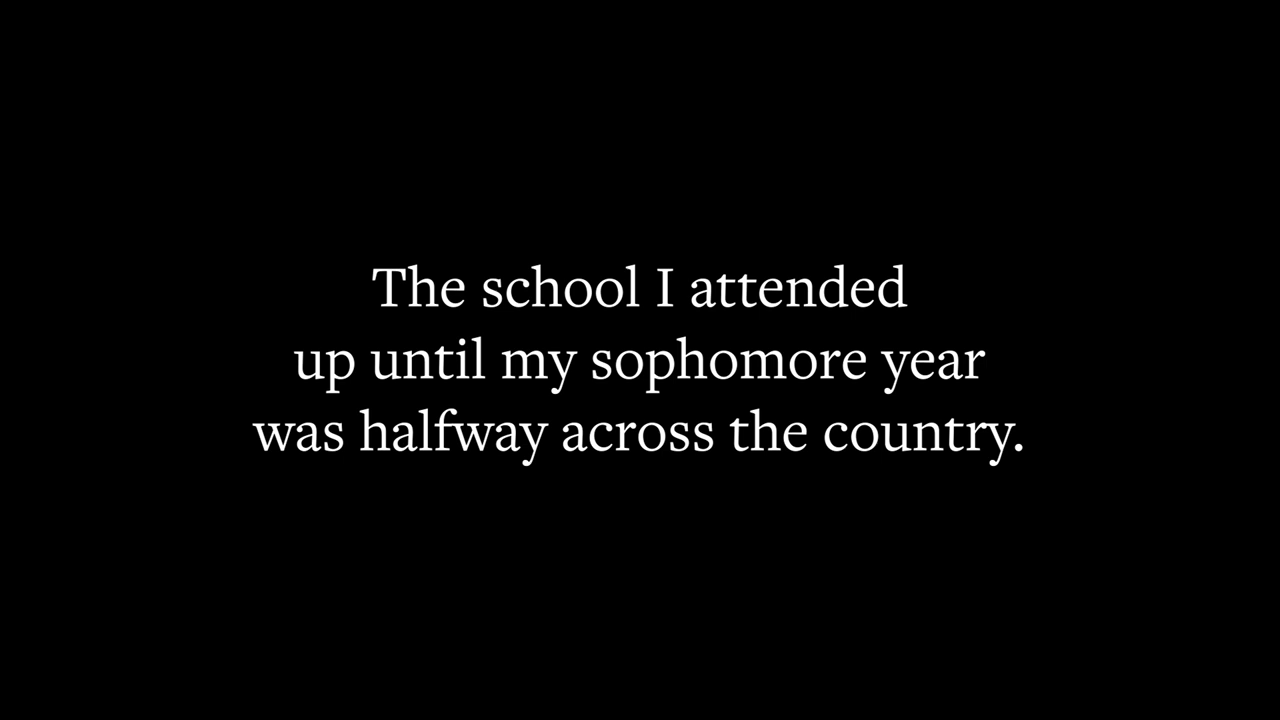 The school I attended
up until my sophomore year
was halfway across the country.